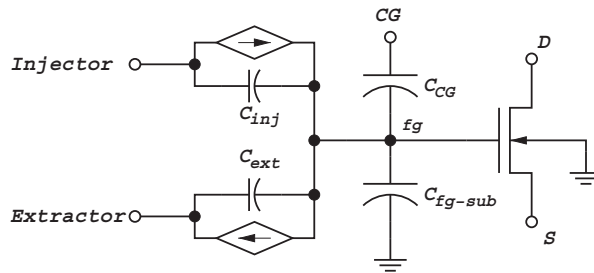 CG
D
Injector
C_CG
C_inj
fg
C_ext
C_fg-sub
Extractor
S